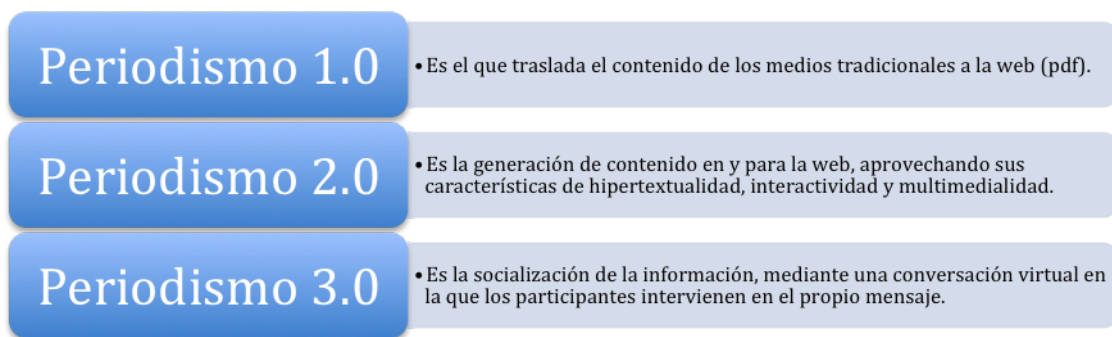 Periodismo 1.0
• Es el que traslada el contenido de los medios tradicionales a la web (pdf).
Periodismo 2.0
• Es la generación de contenido en y para la web, aprovechando sus
características de hipertextualidad, interactividad y multimedialidad.
Periodismo 3.0
• Es la socialización de la información, mediante una conversación virtual en
la que los participantes intervienen en el propio mensaje.